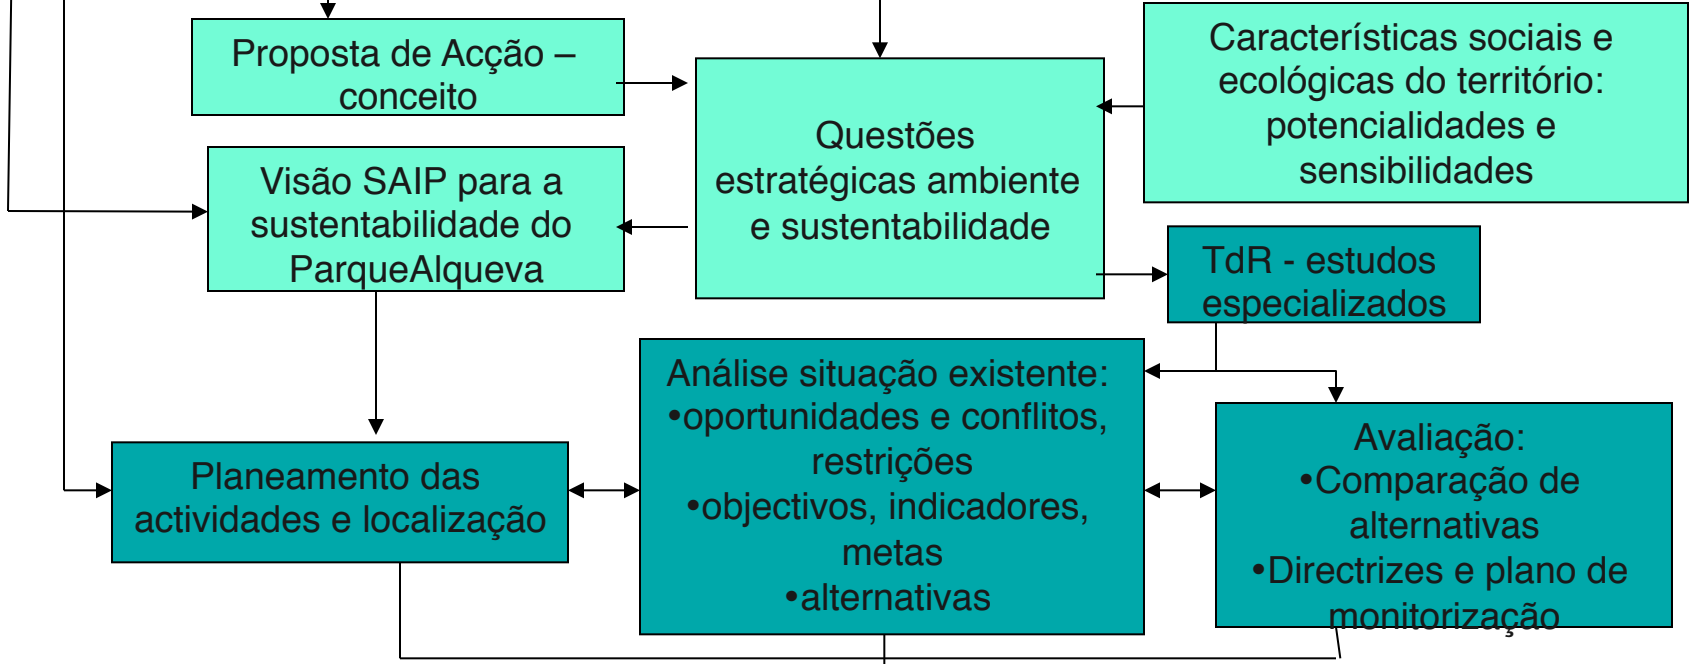 Proposta de Acção –
conceito
Características sociais e
ecológicas do território:
potencialidades e
sensibilidades
Questões
estratégicas ambiente
e sustentabilidade
Visão SAIP para a
sustentabilidade do
ParqueAlqueva
TdR - estudos
especializados
Análise situação existente:
•oportunidades e conflitos,
restrições
•objectivos, indicadores,
metas
•alternativas
Avaliação:
•Comparação de
alternativas
•Directrizes e plano de
monitorização
Planeamento das
actividades e localização